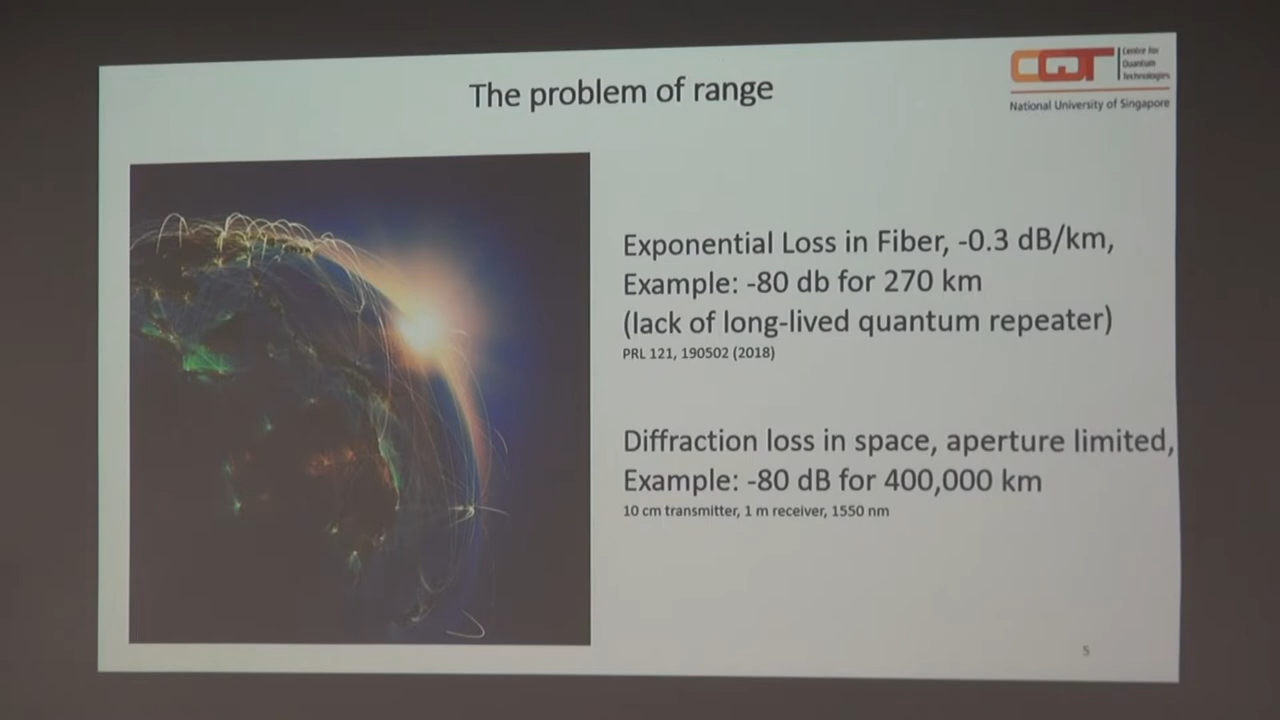 The problem of range
CQT
Centre for
Quantum
Technologies
National University of Singapore
Exponential Loss in Fiber, -0.3 dB/km,
Example: -80 db for 270 km
(lack of long-lived quantum repeater)
PRL 121, 190502 (2018)
Diffraction loss in space, aperture limited,
Example: -80 dB for 400,000 km
10 cm transmitter, 1 m receiver, 1550 nm
5